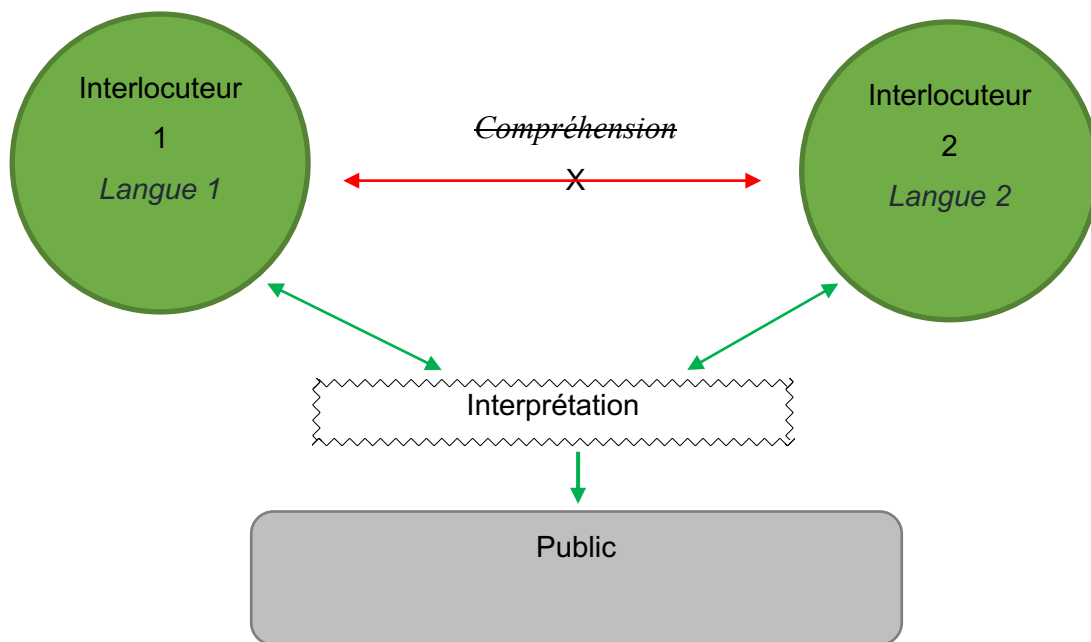 Interlocuteur
1
Langue 1
Compréhension
X
Interlocuteur
2
Langue 2
Interprétation
Public